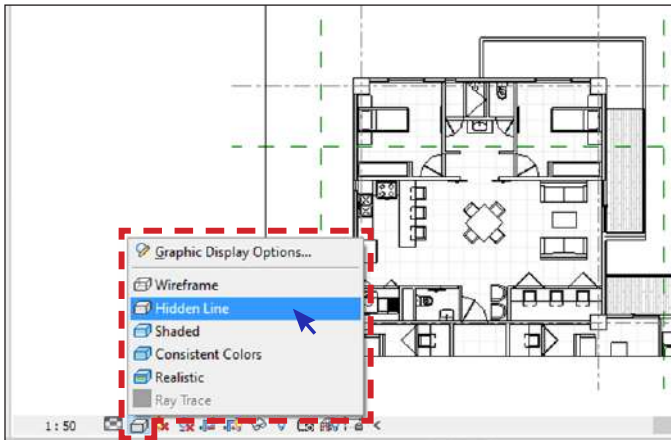 Graphic Display Options...
Wireframe
Hidden Line
Shaded
Consistent Colors
Realistic
Ray Trace
1 : 50